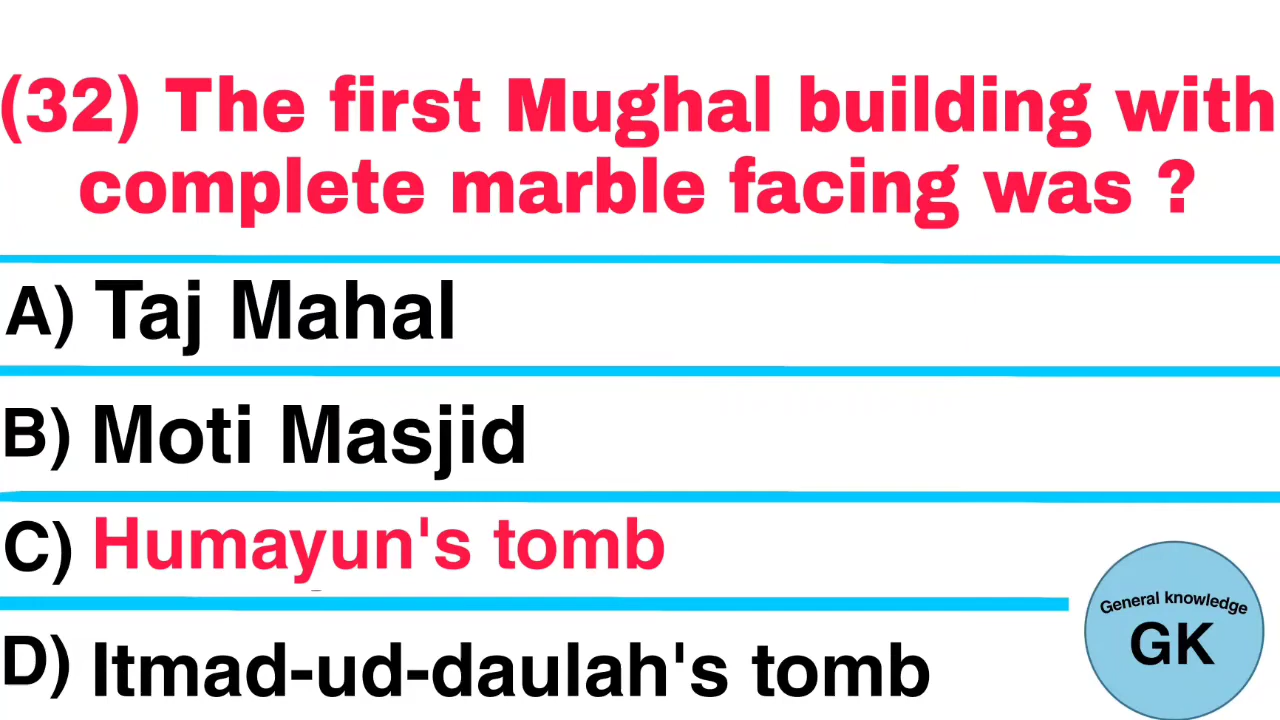 (32) The first Mughal building with
complete marble facing was ?
A) Taj Mahal
B) Moti Masjid
C) Humayun's tomb
D) Itmad-ud-daulah's tomb
General knowledge
GK